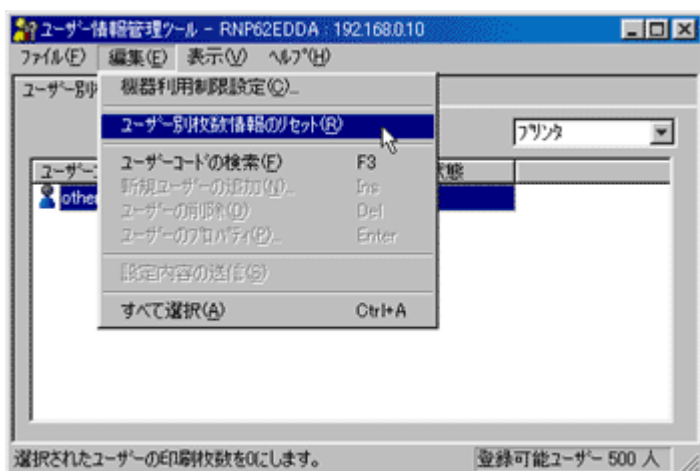 ユーザー情報管理ツール - RNP62EDDA : 192.168.0.10
ファイル(F) 編集(E) 表示(V) ヘルプ(H)
ユーザー別
機器利用制限設定(C)...
ユーザー別枚数情報のリセット(R)
プリンタ
ユーザーコードの検索(F) F3
新規ユーザーの追加(N)... Ins
ユーザーの削除(D) Del
ユーザーのプロパティ(P)... Enter
設定内容の送信(S)
すべて選択(A) Ctrl+A
ユーザー
状態
other
選択されたユーザーの印刷枚数を0にします。
登録可能ユーザー 500 人